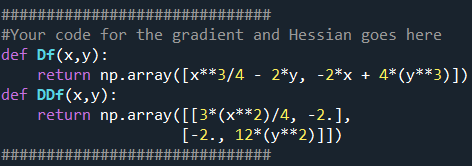 ##############################
#Your code for the gradient and Hessian goes here
def Df(x,y):
    return np.array([x**3/4 - 2*y, -2*x + 4*(y**3)])
def DDf(x,y):
    return np.array([[3*(x**2)/4, -2.],
                     [-2., 12*(y**2)]])
##############################